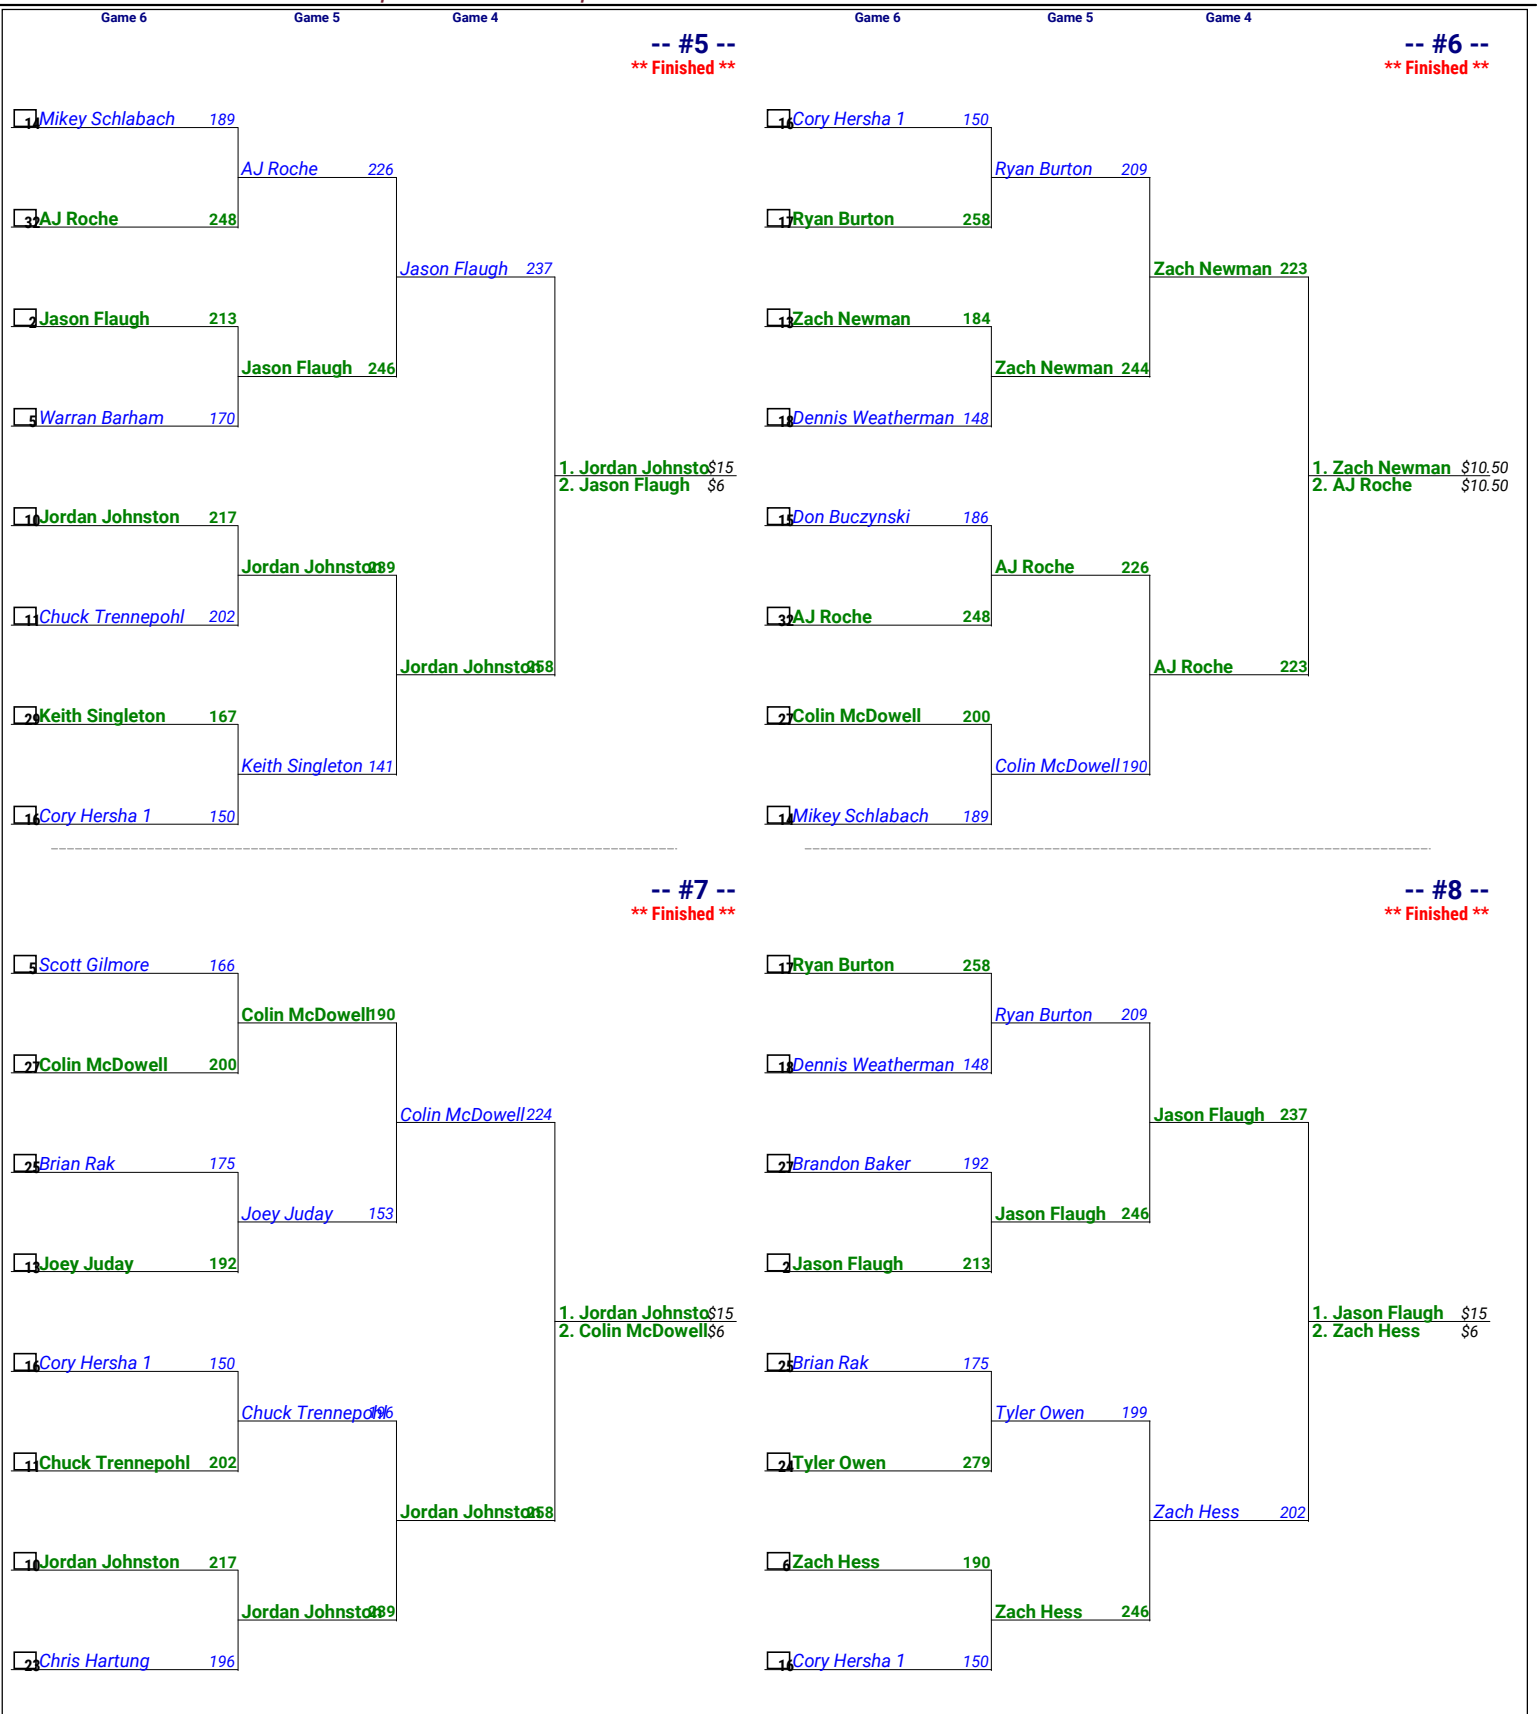 Game 6 Game 5 Game 4 Game 6 Game 5 Game 4
-- #5 --
** Finished **
14 Mikey Schlabach 189
AJ Roche 226
32 AJ Roche 248
Jason Flaugh 237
2 Jason Flaugh 213
Jason Flaugh 246
5 Warran Barham 170
1. Jordan Johnsto $15
2. Jason Flaugh $6
10 Jordan Johnston 217
Jordan Johnston 239
11 Chuck Trennepohl 202
Jordan Johnston 258
29 Keith Singleton 167
Keith Singleton 141
16 Cory Hersha 1 150
-- #6 --
** Finished **
16 Cory Hersha 1 150
Ryan Burton 209
17 Ryan Burton 258
Zach Newman 223
13 Zach Newman 184
Zach Newman 244
18 Dennis Weatherman 148
1. Zach Newman $10.50
2. AJ Roche $10.50
15 Don Buczynski 186
AJ Roche 226
32 AJ Roche 248
AJ Roche 223
27 Colin McDowell 200
Colin McDowell 190
14 Mikey Schlabach 189
-- #7 --
** Finished **
5 Scott Gilmore 166
Colin McDowell 190
27 Colin McDowell 200
Colin McDowell 224
25 Brian Rak 175
Joey Juday 153
13 Joey Juday 192
1. Jordan Johnsto $15
2. Colin McDowell $6
16 Cory Hersha 1 150
Chuck Trennepohl 196
11 Chuck Trennepohl 202
Jordan Johnston 258
10 Jordan Johnston 217
Jordan Johnston 239
23 Chris Hartung 196
-- #8 --
** Finished **
17 Ryan Burton 258
Ryan Burton 209
18 Dennis Weatherman 148
Jason Flaugh 237
27 Brandon Baker 192
Jason Flaugh 246
2 Jason Flaugh 213
1. Jason Flaugh $15
2. Zach Hess $6
25 Brian Rak 175
Tyler Owen 199
24 Tyler Owen 279
Zach Hess 202
6 Zach Hess 190
Zach Hess 246
16 Cory Hersha 1 150